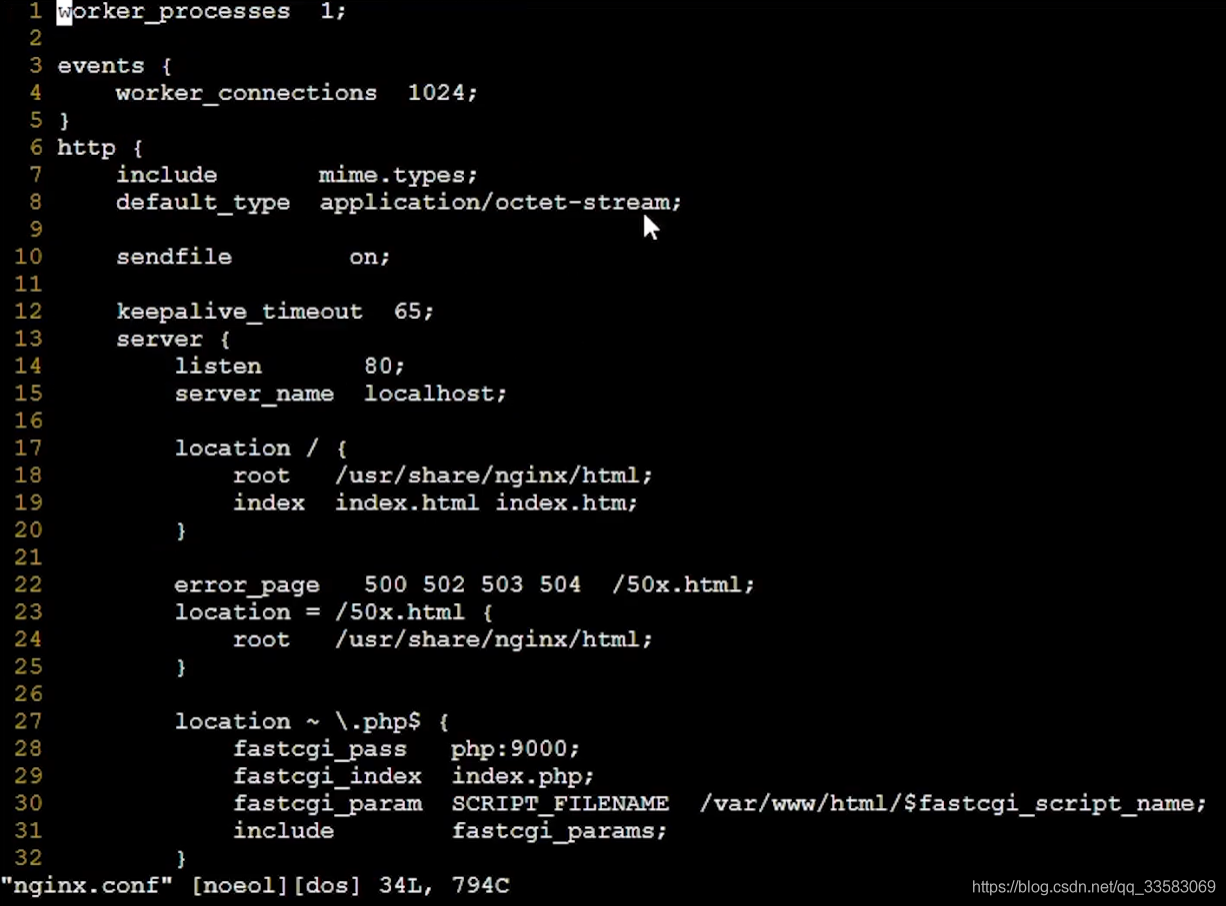 1 worker_processes  1;
2
3 events {
4     worker_connections  1024;
5 }
6 http {
7     include       mime.types;
8     default_type  application/octet-stream;
9
10     sendfile        on;
11
12     keepalive_timeout  65;
13     server {
14         listen       80;
15         server_name  localhost;
16
17         location / {
18             root   /usr/share/nginx/html;
19             index  index.html index.htm;
20         }
21
22         error_page   500 502 503 504  /50x.html;
23         location = /50x.html {
24             root   /usr/share/nginx/html;
25         }
26
27         location ~ \.php$ {
28             fastcgi_pass   php:9000;
29             fastcgi_index  index.php;
30             fastcgi_param  SCRIPT_FILENAME  /var/www/html/$fastcgi_script_name;
31             include        fastcgi_params;
32         }
"nginx.conf" [noeol][dos] 34L, 794C
https://blog.csdn.net/qq_33583069